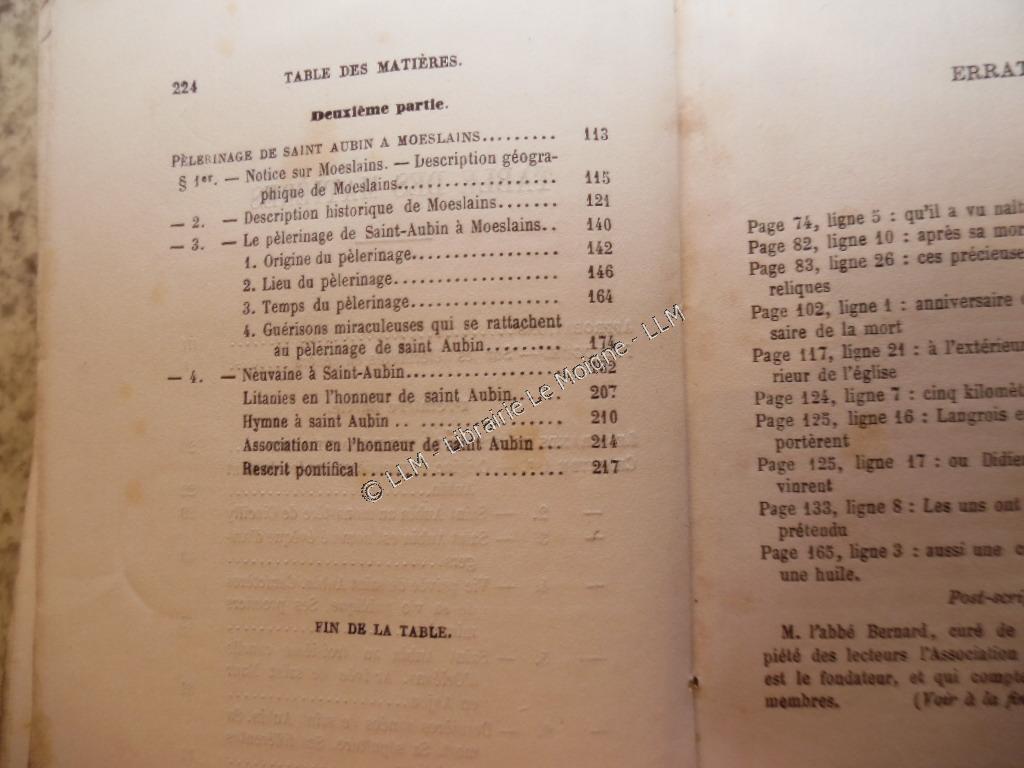 224 TABLE DES MATIÈRES.
Deuxième partie.
PÈLERINAGE DE SAINT AUBIN A MOESLAINS......... 113
§ 1er. — Notice sur Moeslains. — Description géogra-
phique de Moeslains.................. 115
— 2. — Description historique de Moeslains....... 121
— 3. — Le pèlerinage de Saint-Aubin à Moeslains.. 140
1. Origine du pèlerinage................ 142
2. Lieu du pèlerinage.................. 146
3. Temps du pèlerinage................ 164
4. Guérisons miraculeuses qui se rattachent
au pèlerinage de saint Aubin......... 174
— 4. — Neuvaine à Saint-Aubin.................
Litanies en l'honneur de saint Aubin..... 207
Hymne à saint Aubin .. ............. 210
Association en l'honneur de saint Aubin ... 214
Rescrit pontifical............ .......... 217
FIN DE LA TABLE.
© LLM - Librairie Le Moigne - LLM
Page 74, ligne 5 : qu'il a vu
Page 82, ligne 10 : après sa
Page 83, ligne 26 : ces précieuse
reliques
Page 102, ligne 1 : anniversaire
saire de la mort
Page 117, ligne 21 : à l'extérieur
rieur de l'église
Page 124, ligne 7 : cinq
Page 125, ligne 16 : Langrois
portèrent
Page 125, ligne 17 : ou Didier
vinrent
Page 133, ligne 8 : Les uns ont
prétendu
Page 165, ligne 3 : aussi une
une huile.
M. l'abbé Bernard, curé de
piété des lecteurs l'Association
est le fondateur, et qui
membres. (Voir à la